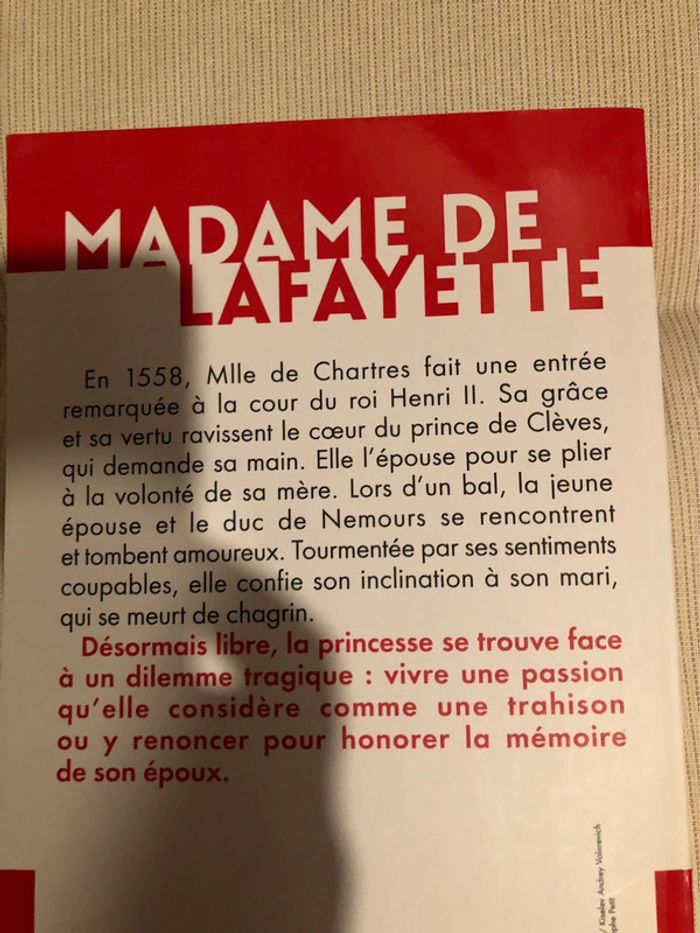 MADAME DE
LAFAYETTE
En 1558, Mlle de Chartres fait une entrée
remarquée à la cour du roi Henri II. Sa grâce
et sa vertu ravissent le cœur du prince de Clèves,
qui demande sa main. Elle l'épouse pour se plier
à la volonté de sa mère. Lors d'un bal, la jeune
épouse et le duc de Nemours se rencontrent
et tombent amoureux. Tourmentée par ses sentiments
coupables, elle confie son inclination à son mari,
qui se meurt de chagrin.
Désormais libre, la princesse se trouve face
à un dilemme tragique : vivre une passion
qu'elle considère comme une trahison
ou y renoncer pour honorer la mémoire
de son époux.
/ Kiselev Andrey Valerevich
Petit